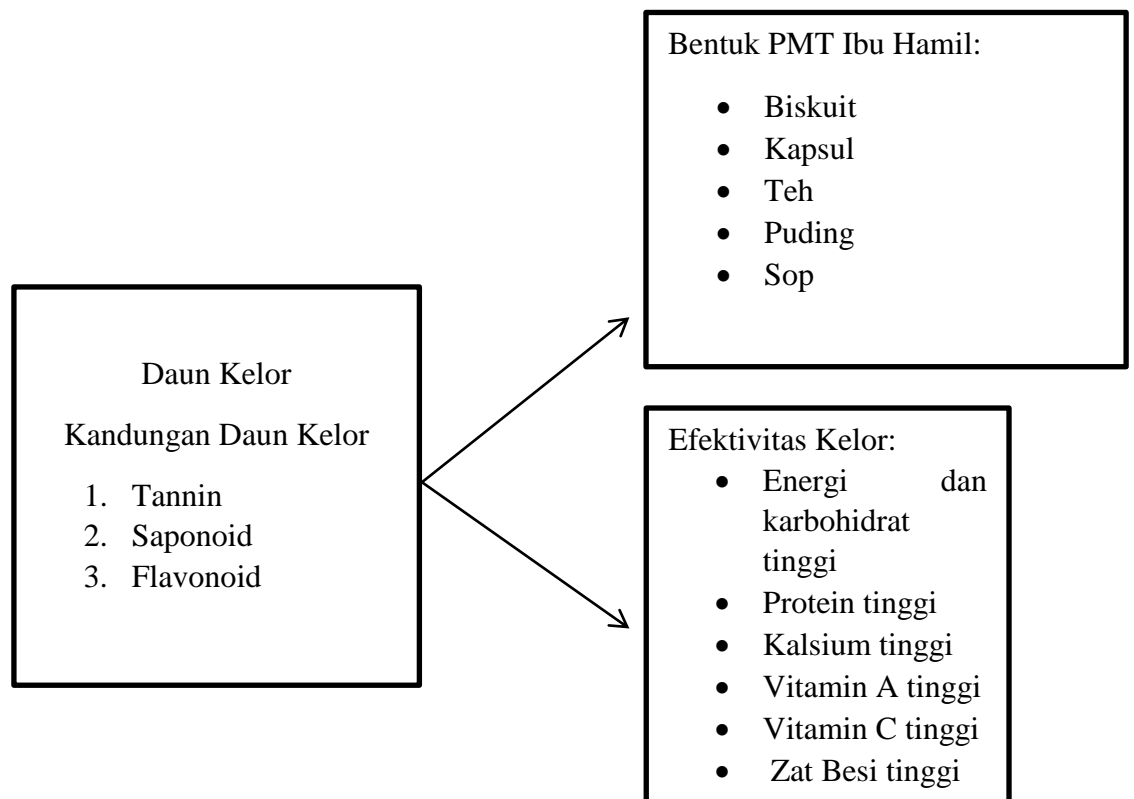 Bentuk PMT Ibu Hamil:
• Biskuit
• Kapsul
• Teh
• Puding
• Sop
Daun Kelor
Kandungan Daun Kelor
1. Tannin
2. Saponoid
3. Flavonoid
Efektivitas Kelor:
• Energi dan
karbohidrat
tinggi
• Protein tinggi
• Kalsium tinggi
• Vitamin A tinggi
• Vitamin C tinggi
• Zat Besi tinggi